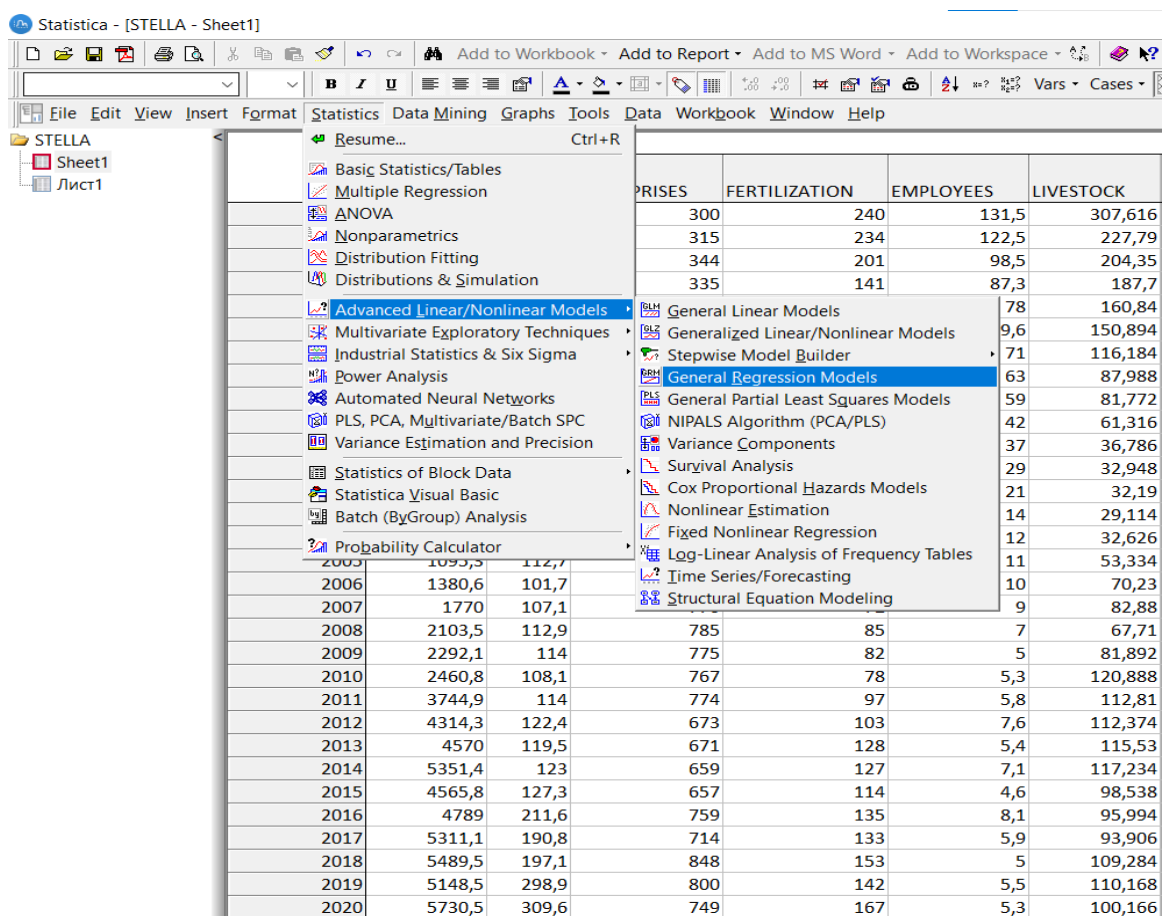 Statistica - [STELLA - Sheet1]
Add to Workbook Add to Report Add to MS Word Add to Workspace
B I U A Vars Cases
File Edit View Insert Format Statistics Data Mining Graphs Tools Data Workbook Window Help
STELLA
Sheet1
Лист1
Resume... Ctrl+R
Basic Statistics/Tables
Multiple Regression
ANOVA
Nonparametrics
Distribution Fitting
Distributions & Simulation
Advanced Linear/Nonlinear Models
Multivariate Exploratory Techniques
Industrial Statistics & Six Sigma
Power Analysis
Automated Neural Networks
PLS, PCA, Multivariate/Batch SPC
Variance Estimation and Precision
Statistics of Block Data
Statistica Visual Basic
Batch (ByGroup) Analysis
Probability Calculator
General Linear Models
Generalized Linear/Nonlinear Models
Stepwise Model Builder
General Regression Models
General Partial Least Squares Models
NIPALS Algorithm (PCA/PLS)
Variance Components
Survival Analysis
Cox Proportional Hazards Models
Nonlinear Estimation
Fixed Nonlinear Regression
Log-Linear Analysis of Frequency Tables
Time Series/Forecasting
Structural Equation Modeling
PRISES FERTILIZATION EMPLOYEES LIVESTOCK
300 240 131,5 307,616
315 234 122,5 227,79
344 201 98,5 204,35
335 141 87,3 187,7
78 160,84
9,6 150,894
71 116,184
63 87,988
59 81,772
42 61,316
37 36,786
29 32,948
21 32,19
14 29,114
12 32,626
2005 1095,3 112,7 11 53,334
2006 1380,6 101,7 10 70,23
2007 1770 107,1 9 82,88
2008 2103,5 112,9 785 85 7 67,71
2009 2292,1 114 775 82 5 81,892
2010 2460,8 108,1 767 78 5,3 120,888
2011 3744,9 114 774 97 5,8 112,81
2012 4314,3 122,4 673 103 7,6 112,374
2013 4570 119,5 671 128 5,4 115,53
2014 5351,4 123 659 127 7,1 117,234
2015 4565,8 127,3 657 114 4,6 98,538
2016 4789 211,6 759 135 8,1 95,994
2017 5311,1 190,8 714 133 5,9 93,906
2018 5489,5 197,1 848 153 5 109,284
2019 5148,5 298,9 800 142 5,5 110,168
2020 5730,5 309,6 749 167 5,3 100,166